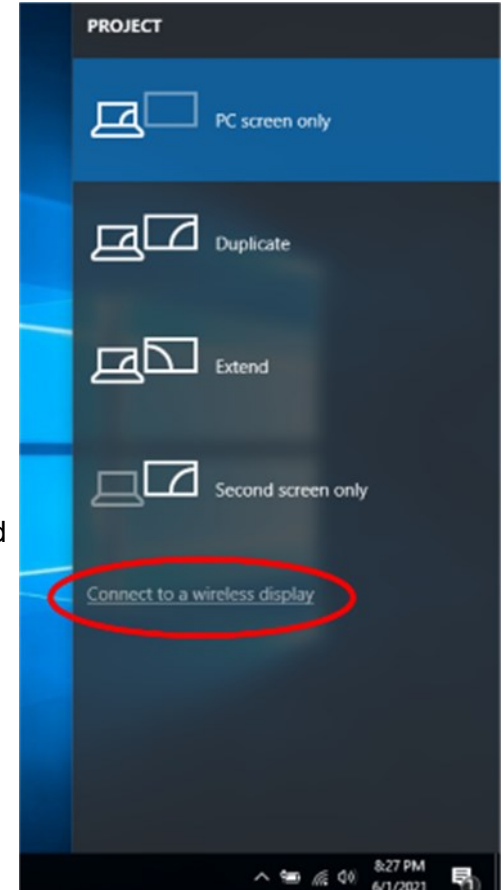 PROJECT
PC screen only
Duplicate
Extend
Second screen only
Connect to a wireless display
8:27 PM
6/1/2021